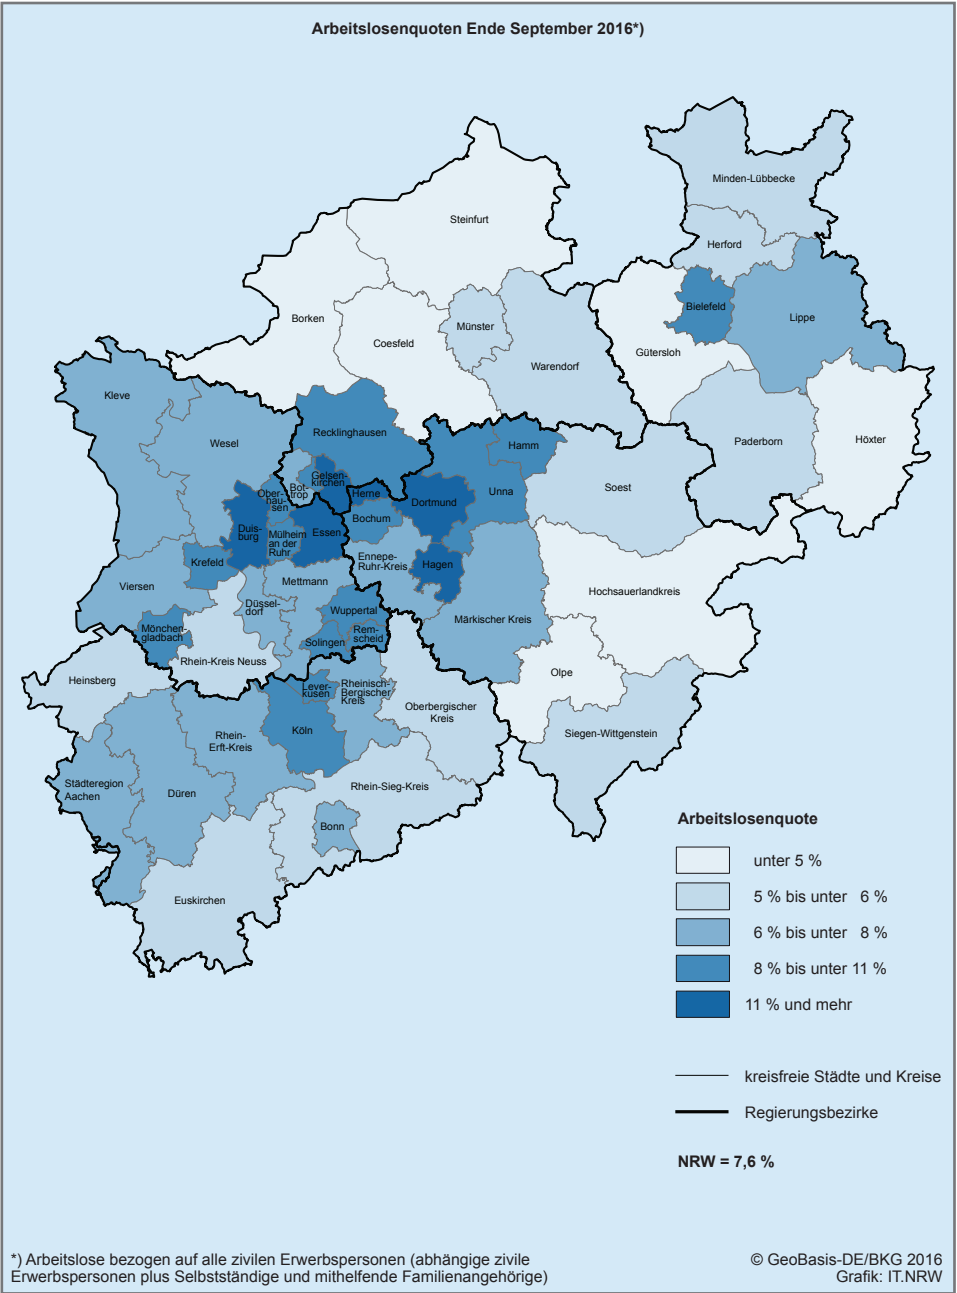 Arbeitslosenquoten Ende September 2016*)
Minden-Lübbecke
Steinfurt
Herford
Bielefeld
Lippe
Borken
Münster
Coesfeld
Gütersloh
Warendorf
Kleve
Recklinghausen
Wesel
Hamm
Paderborn
Höxter
Gelsen-
kirchen
Bot-
trop
Ober-
hau-
sen
Herne
Dortmund
Unna
Soest
Duis-
burg
Mülheim
an der
Ruhr
Essen
Bochum
Krefeld
Ennepe-
Ruhr-Kreis
Hagen
Viersen
Mettmann
Hochsauerlandkreis
Düssel-
dorf
Wuppertal
Märkischer Kreis
Mönchen-
gladbach
Solingen
Rem-
scheid
Rhein-Kreis Neuss
Heinsberg
Lever-
kusen
Rheinisch-
Bergischer
Kreis
Olpe
Oberbergischer
Kreis
Köln
Rhein-
Erft-Kreis
Siegen-Wittgenstein
Städteregion
Aachen
Düren
Rhein-Sieg-Kreis
Bonn
Euskirchen
Arbeitslosenquote
unter 5 %
5 % bis unter 6 %
6 % bis unter 8 %
8 % bis unter 11 %
11 % und mehr
kreisfreie Städte und Kreise
Regierungsbezirke
NRW = 7,6 %
*) Arbeitslose bezogen auf alle zivilen Erwerbspersonen (abhängige zivile
Erwerbspersonen plus Selbstständige und mithelfende Familienangehörige)
© GeoBasis-DE/BKG 2016
Grafik: IT.NRW